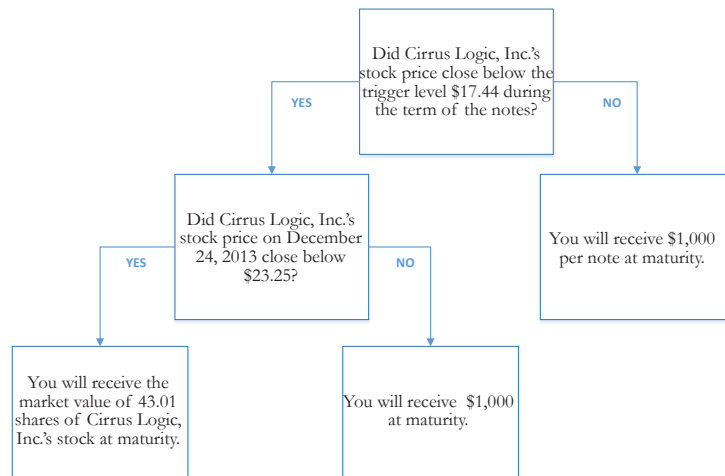 Did Cirrus Logic, Inc.'s
stock price close below the
trigger level $17.44 during
the term of the notes?
YES
NO
Did Cirrus Logic, Inc.'s
stock price on December
24, 2013 close below
$23.25?
You will receive $1,000
per note at maturity.
YES
NO
You will receive the
market value of 43.01
shares of Cirrus Logic,
Inc.'s stock at maturity.
You will receive $1,000
at maturity.